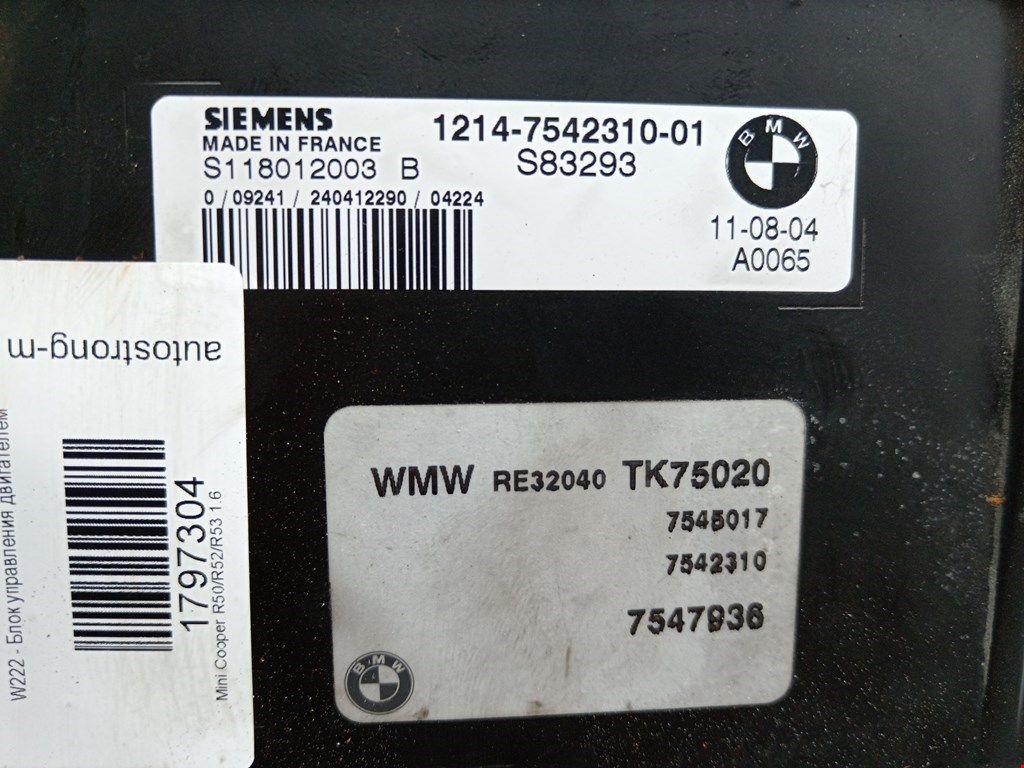 SIEMENS
MADE IN FRANCE
S118012003 B
0 / 09241 / 240412290 / 04224
1214-7542310-01
S83293
BMW
11-08-04
A0065
autostrong-m
1797304
Mini Cooper R50/R52/R53 1.6
W222 - Блок управления двигателем
WMW RE32040 TK75020
7545017
7542310
7547936
BMW